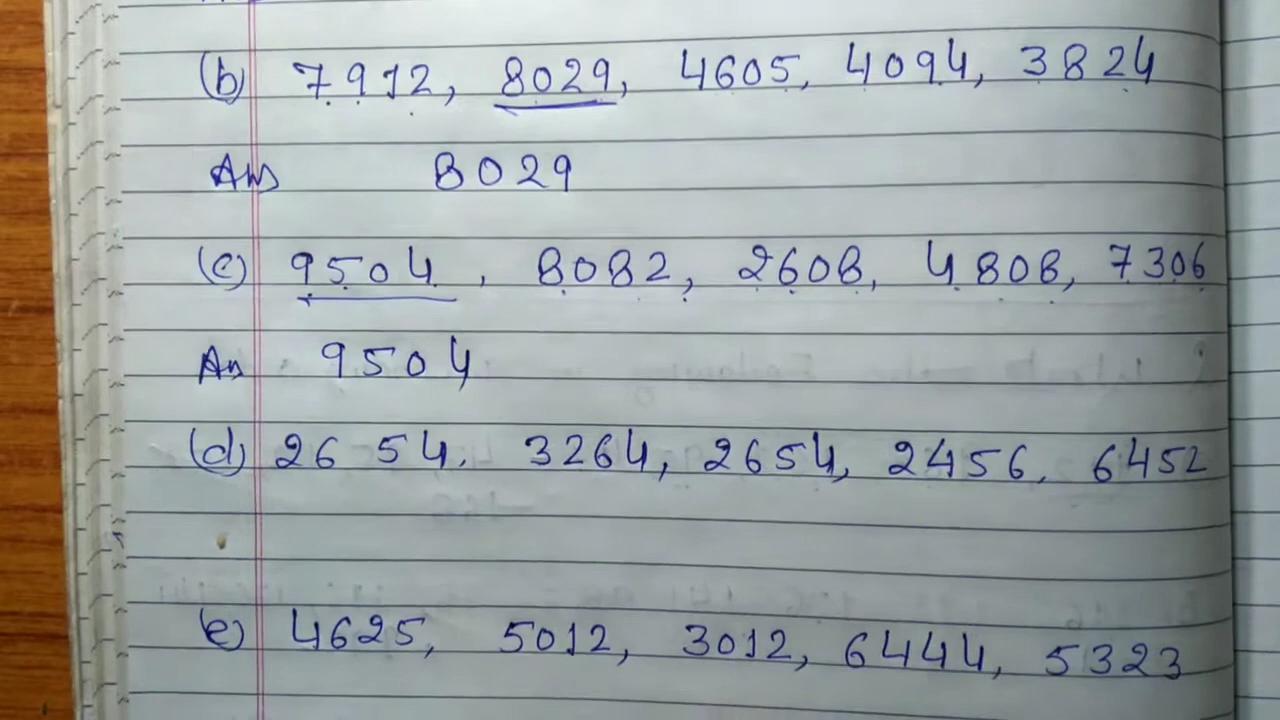 (b) 7912, 8029, 4605, 4094, 3824
Ans 8029
(c) 9504, 8082, 2608, 4808, 7306
An 9504
(d) 2654, 3264, 2654, 2456, 6452
(e) 4625, 5012, 3012, 6444, 5323